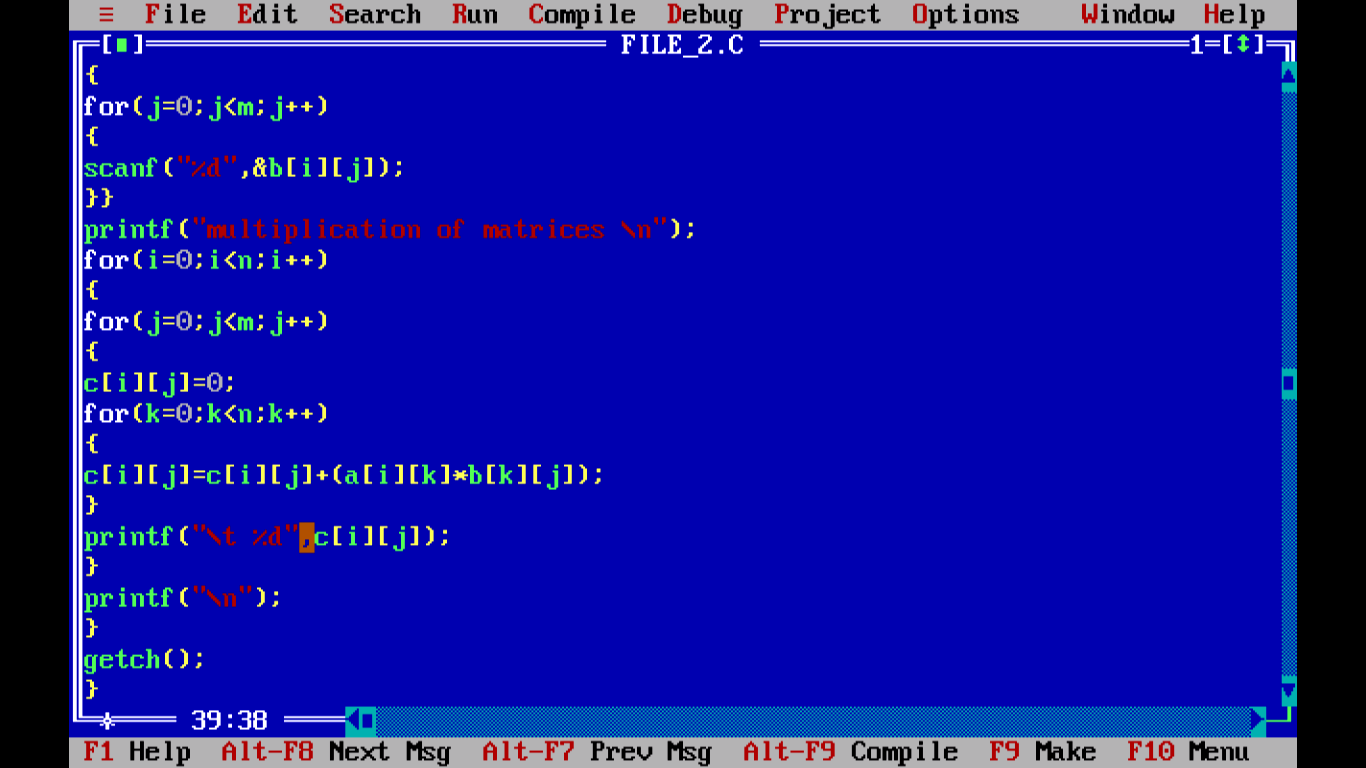 ≡ File Edit Search Run Compile Debug Project Options Window Help
[■] FILE_2.C 1=[↕]
{
for(j=0;j<m;j++)
{
scanf("%d",&b[i][j]);
}}
printf("multiplication of matrices \n");
for(i=0;i<n;i++)
{
for(j=0;j<m;j++)
{
c[i][j]=0;
for(k=0;k<n;k++)
{
c[i][j]=c[i][j]+(a[i][k]*b[k][j]);
}
printf("\t %d",c[i][j]);
}
printf("\n");
}
getch();
}
39:38
F1 Help Alt-F8 Next Msg Alt-F7 Prev Msg Alt-F9 Compile F9 Make F10 Menu